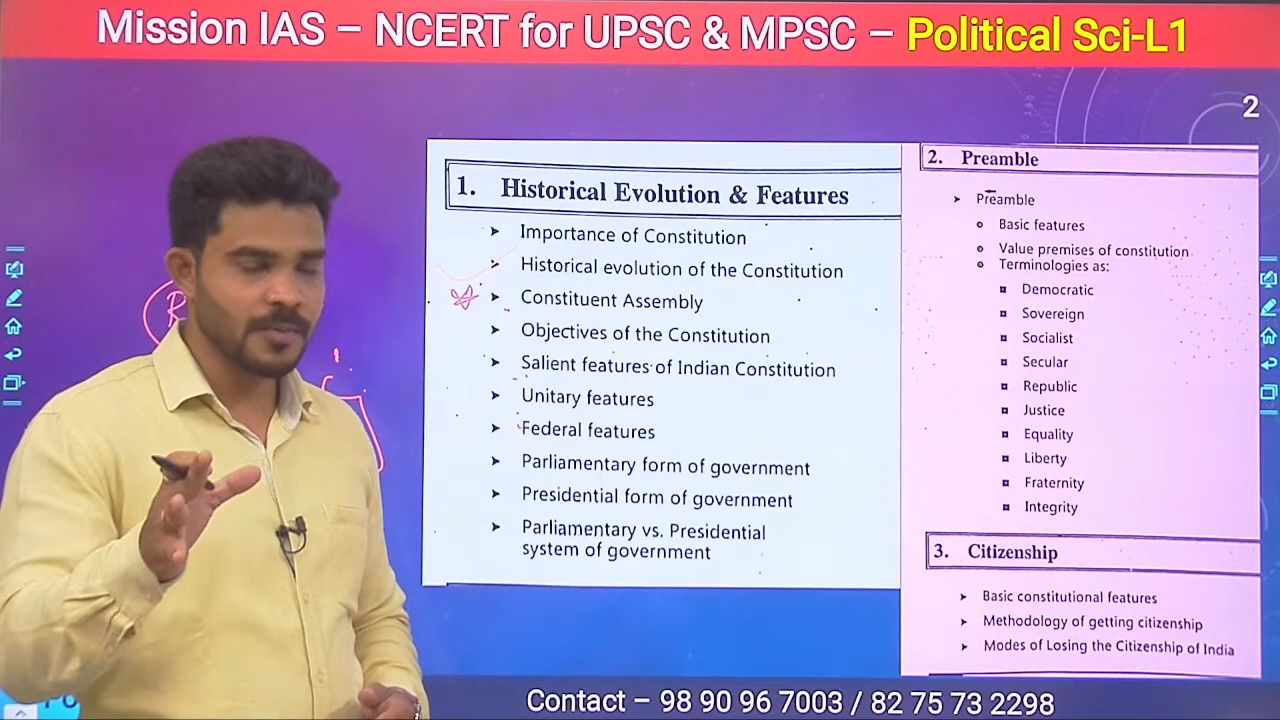 Mission IAS – NCERT for UPSC & MPSC – Political Sci-L1
2
1. Historical Evolution & Features
Importance of Constitution
Historical evolution of the Constitution
Constituent Assembly
Objectives of the Constitution
Salient features of Indian Constitution
Unitary features
Federal features
Parliamentary form of government
Presidential form of government
Parliamentary vs. Presidential
system of government
2. Preamble
Preamble
Basic features
Value premises of constitution
Terminologies as:
Democratic
Sovereign
Socialist
Secular
Republic
Justice
Equality
Liberty
Fraternity
Integrity
3. Citizenship
Basic constitutional features
Methodology of getting citizenship
Modes of Losing the Citizenship of India
Contact – 98 90 96 7003 / 82 75 73 2298